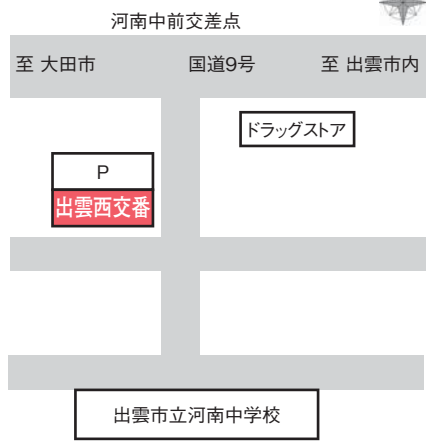 河南中前交差点
至 大田市
国道9号
至 出雲市内
ドラッグストア
P
出雲西交番
出雲市立河南中学校